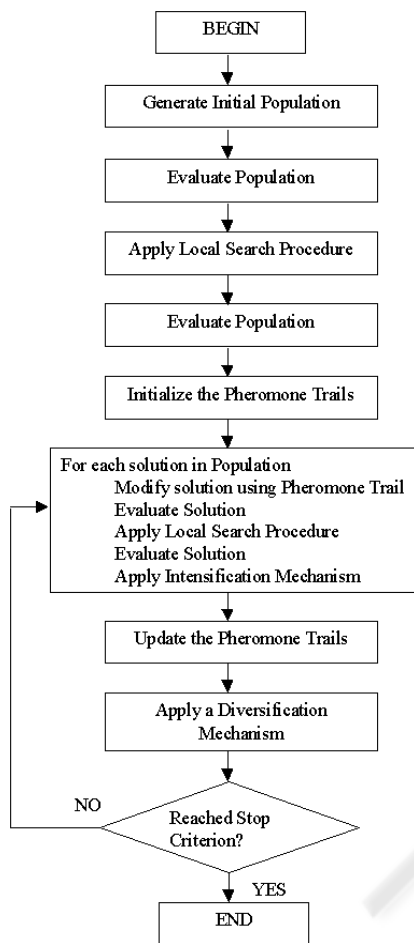 BEGIN
Generate Initial Population
Evaluate Population
Apply Local Search Procedure
Evaluate Population
Initialize the Pheromone Trails
For each solution in Population
Modify solution using Pheromone Trail
Evaluate Solution
Apply Local Search Procedure
Evaluate Solution
Apply Intensification Mechanism
Update the Pheromone Trails
Apply a Diversification
Mechanism
NO
Reached Stop
Criterion?
YES
END